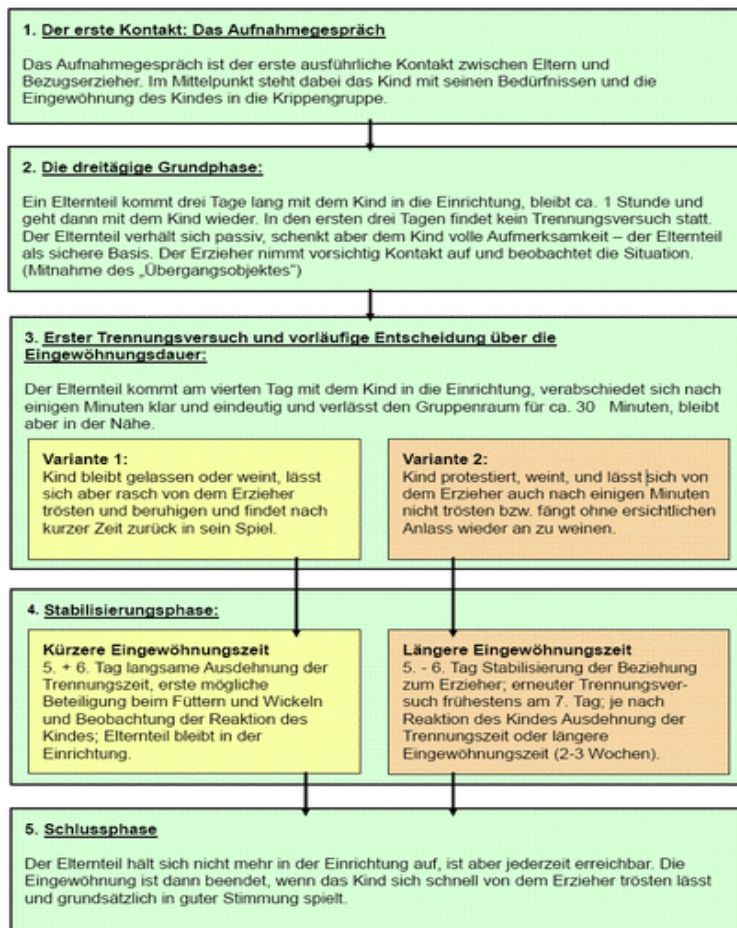 1. Der erste Kontakt: Das Aufnahmegespräch
Das Aufnahmegespräch ist der erste ausführliche Kontakt zwischen Eltern und
Bezugserzieher. Im Mittelpunkt steht dabei das Kind mit seinen Bedürfnissen und die
Eingewöhnung des Kindes in die Krippengruppe.
2. Die dreitägige Grundphase:
Ein Elternteil kommt drei Tage lang mit dem Kind in die Einrichtung, bleibt ca. 1 Stunde und
geht dann mit dem Kind wieder. In den ersten drei Tagen findet kein Trennungsversuch statt.
Der Elternteil verhält sich passiv, schenkt aber dem Kind volle Aufmerksamkeit – der Elternteil
als sichere Basis. Der Erzieher nimmt vorsichtig Kontakt auf und beobachtet die Situation.
(Mitnahme des „Übergangsobjektes")
3. Erster Trennungsversuch und vorläufige Entscheidung über die
Eingewöhnungsdauer:
Der Elternteil kommt am vierten Tag mit dem Kind in die Einrichtung, verabschiedet sich nach
einigen Minuten klar und eindeutig und verlässt den Gruppenraum für ca. 30 Minuten, bleibt
aber in der Nähe.
Variante 1:
Kind bleibt gelassen oder weint, lässt
sich aber rasch von dem Erzieher
trösten und beruhigen und findet nach
kurzer Zeit zurück in sein Spiel.
Variante 2:
Kind protestiert, weint, und lässt sich von
dem Erzieher auch nach einigen Minuten
nicht trösten bzw. fängt ohne ersichtlichen
Anlass wieder an zu weinen.
4. Stabilisierungsphase:
Kürzere Eingewöhnungszeit
5. + 6. Tag langsame Ausdehnung der
Trennungszeit, erste mögliche
Beteiligung beim Füttern und Wickeln
und Beobachtung der Reaktion des
Kindes; Elternteil bleibt in der
Einrichtung.
Längere Eingewöhnungszeit
5. - 6. Tag Stabilisierung der Beziehung
zum Erzieher; erneuter Trennungsver-
such frühestens am 7. Tag; je nach
Reaktion des Kindes Ausdehnung der
Trennungszeit oder längere
Eingewöhnungszeit (2-3 Wochen).
5. Schlussphase
Der Elternteil hält sich nicht mehr in der Einrichtung auf, ist aber jederzeit erreichbar. Die
Eingewöhnung ist dann beendet, wenn das Kind sich schnell von dem Erzieher trösten lässt
und grundsätzlich in guter Stimmung spielt.